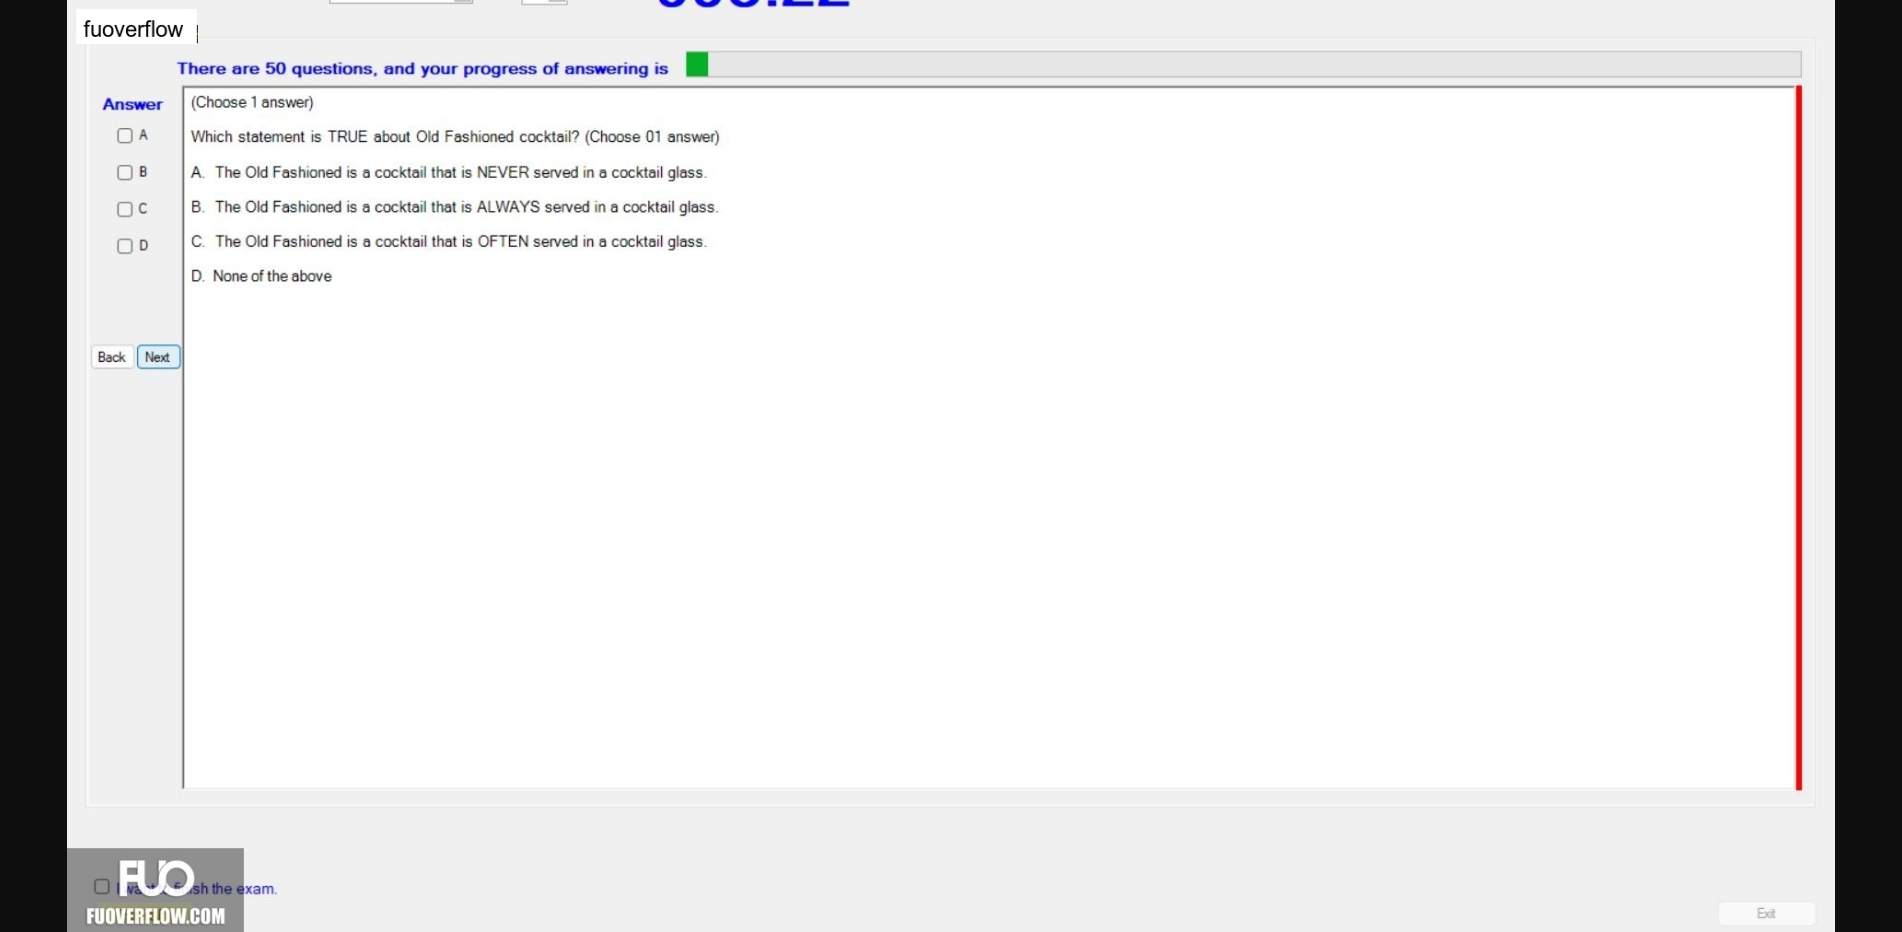 fuoverflow
There are 50 questions, and your progress of answering is
Answer
(Choose 1 answer)
A
Which statement is TRUE about Old Fashioned cocktail? (Choose 01 answer)
B
A. The Old Fashioned is a cocktail that is NEVER served in a cocktail glass.
C
B. The Old Fashioned is a cocktail that is ALWAYS served in a cocktail glass.
D
C. The Old Fashioned is a cocktail that is OFTEN served in a cocktail glass.
D. None of the above
Back
Next
FUO
I want finish the exam.
FUOVERFLOW.COM
Exit